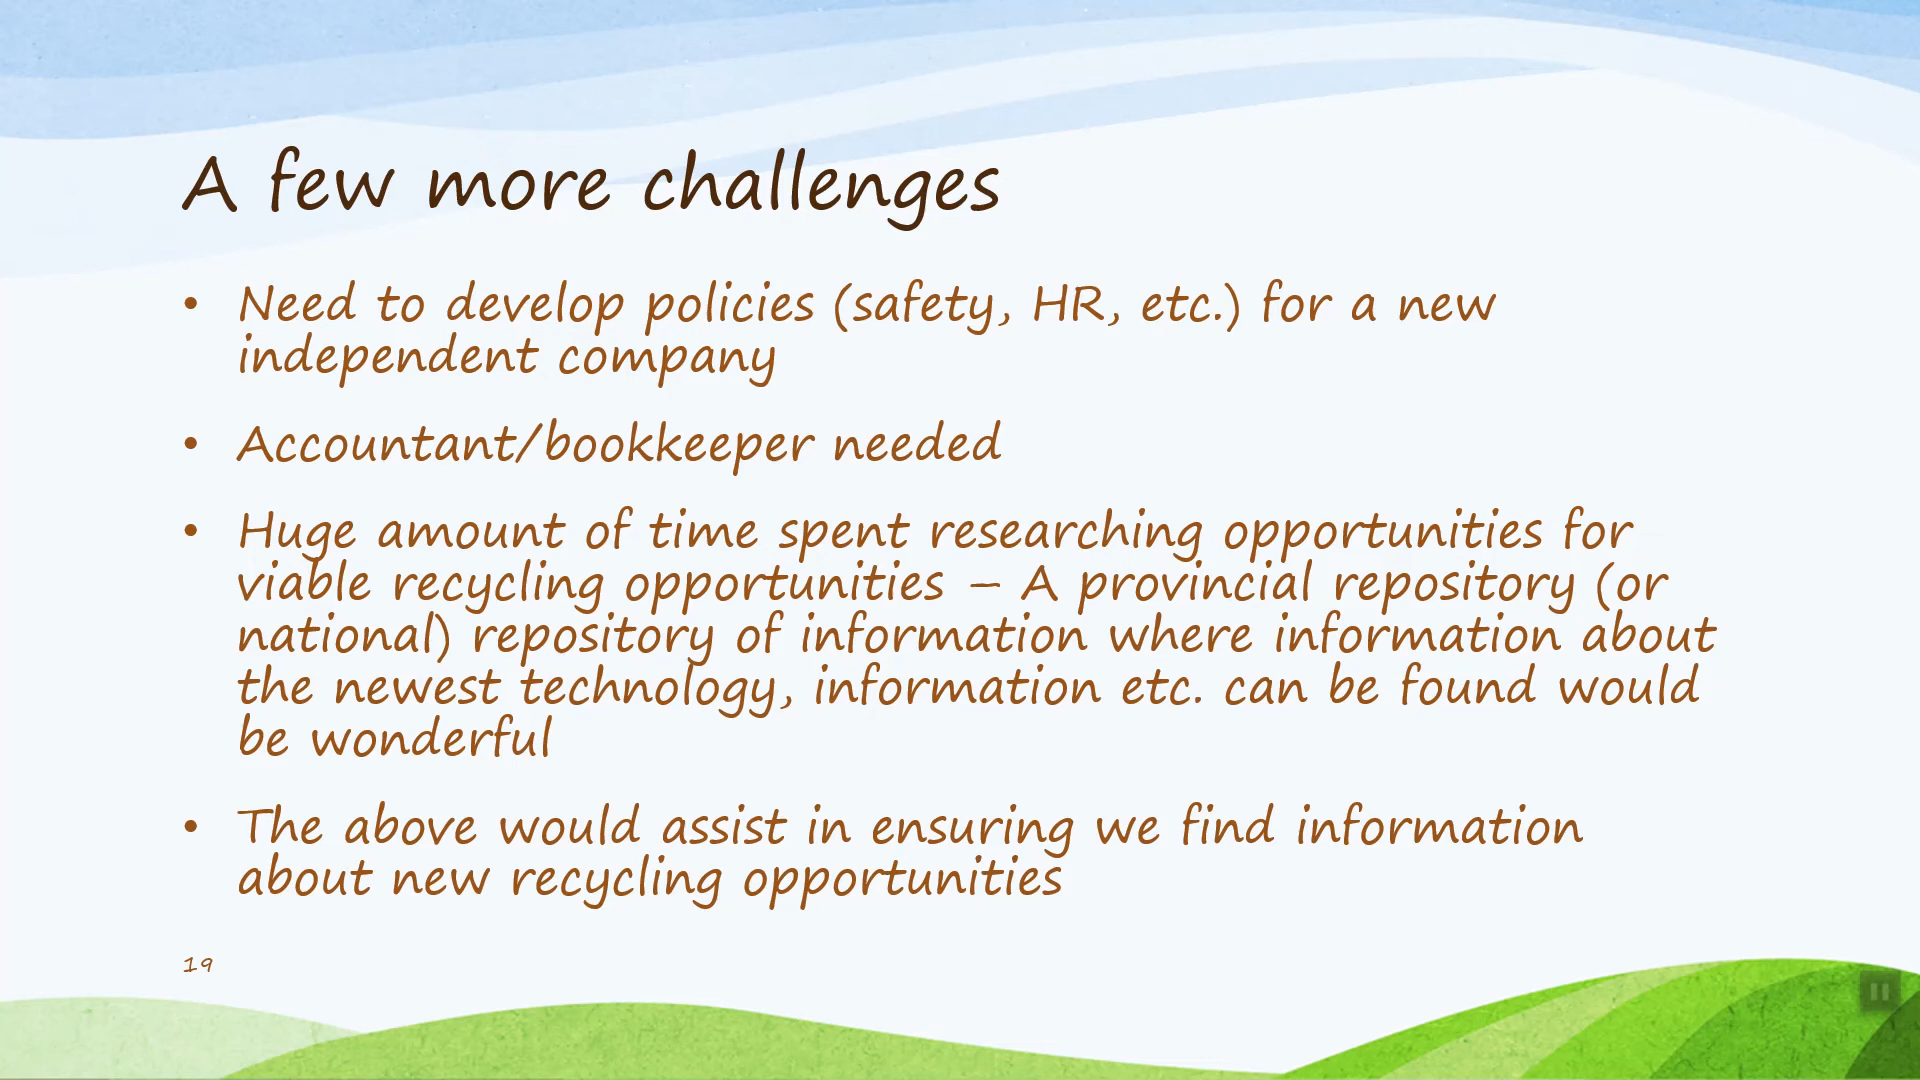 A few more challenges
• Need to develop policies (safety, HR, etc.) for a new
independent company
• Accountant/bookkeeper needed
• Huge amount of time spent researching opportunities for
viable recycling opportunities – A provincial repository (or
national) repository of information where information about
the newest technology, information etc. can be found would
be wonderful
• The above would assist in ensuring we find information
about new recycling opportunities
19